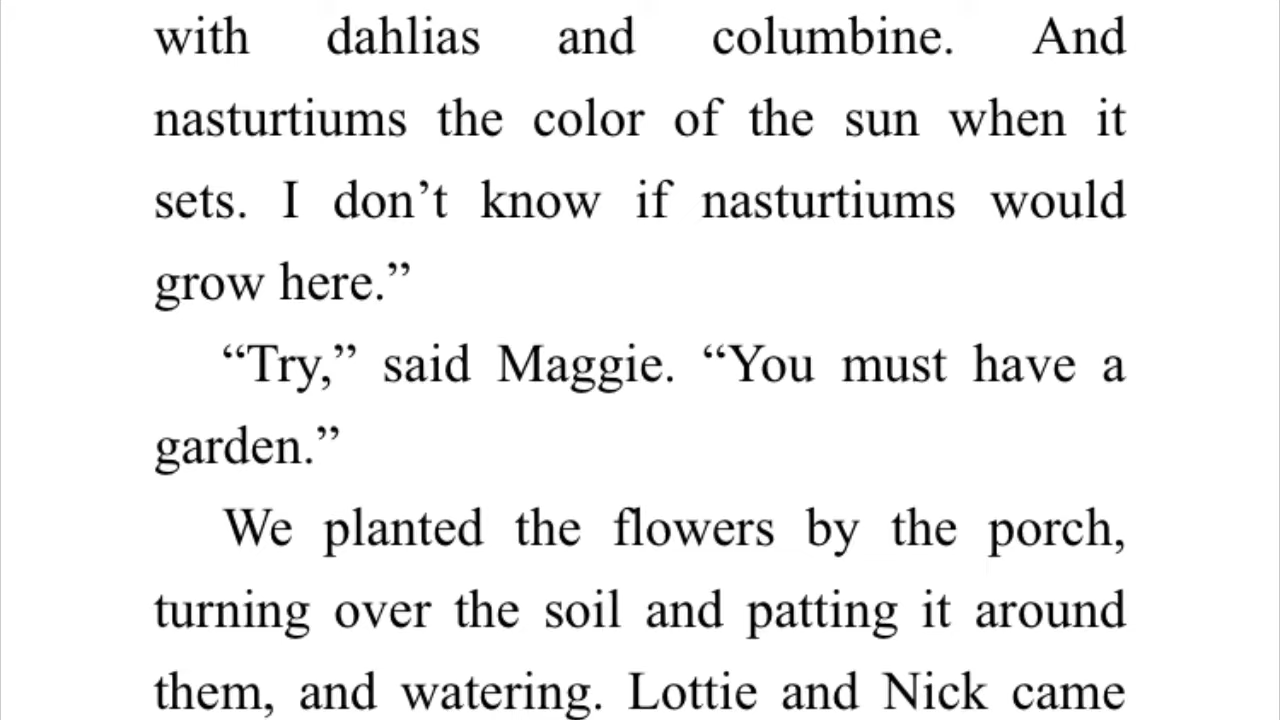 with dahlias and columbine. And
nasturtiums the color of the sun when it
sets. I don’t know if nasturtiums would
grow here.”
“Try,” said Maggie. “You must have a
garden.”
We planted the flowers by the porch,
turning over the soil and patting it around
them, and watering. Lottie and Nick came